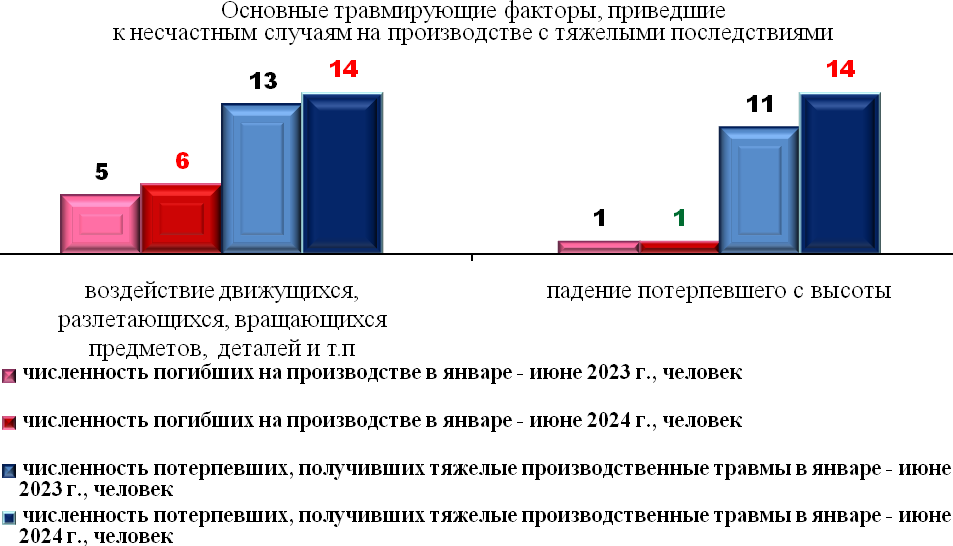 Основные травмирующие факторы, приведшие
к несчастным случаям на производстве с тяжелыми последствиями
5
6
13
14
1
1
11
14
воздействие движущихся,
разлетающихся, вращающихся
предметов, деталей и т.п
падение потерпевшего с высоты
численность погибших на производстве в январе - июне 2023 г., человек
численность погибших на производстве в январе - июне 2024 г., человек
численность потерпевших, получивших тяжелые производственные травмы в январе - июне
2023 г., человек
численность потерпевших, получивших тяжелые производственные травмы в январе - июне
2024 г., человек